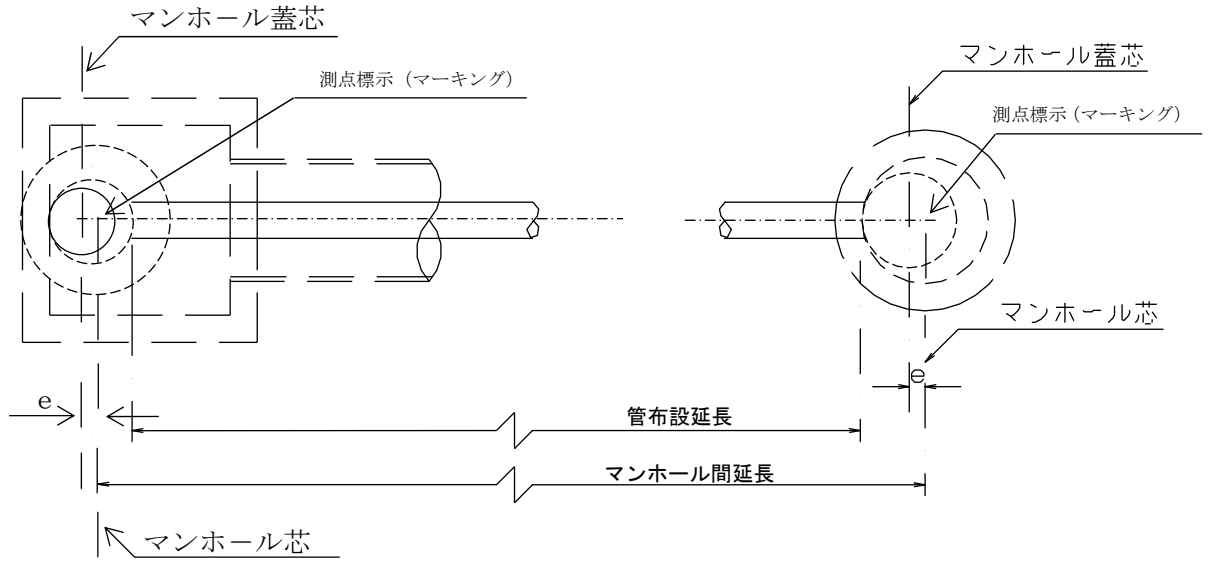 マンホール蓋芯
測点標示（マーキング）
マンホール蓋芯
測点標示（マーキング）
マンホール芯
e
e
管布設延長
マンホール間延長
マンホール芯